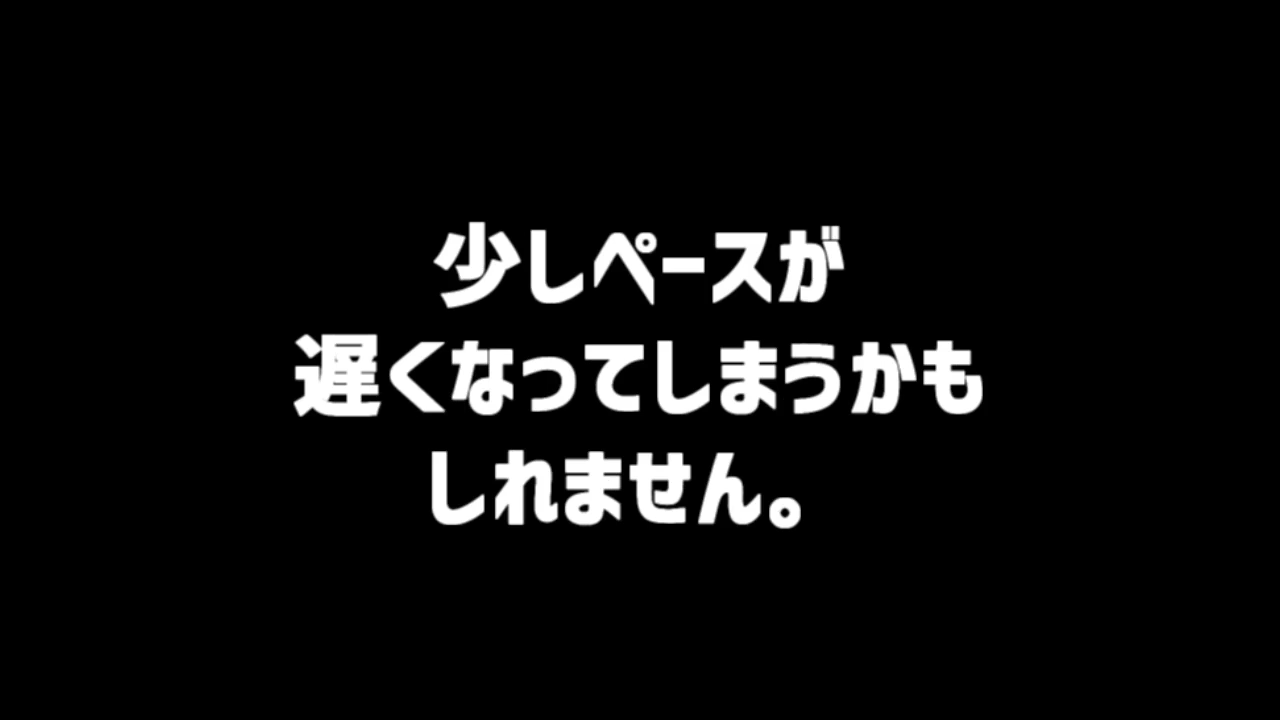 少しペースが
遅くなってしまうかも
しれません。